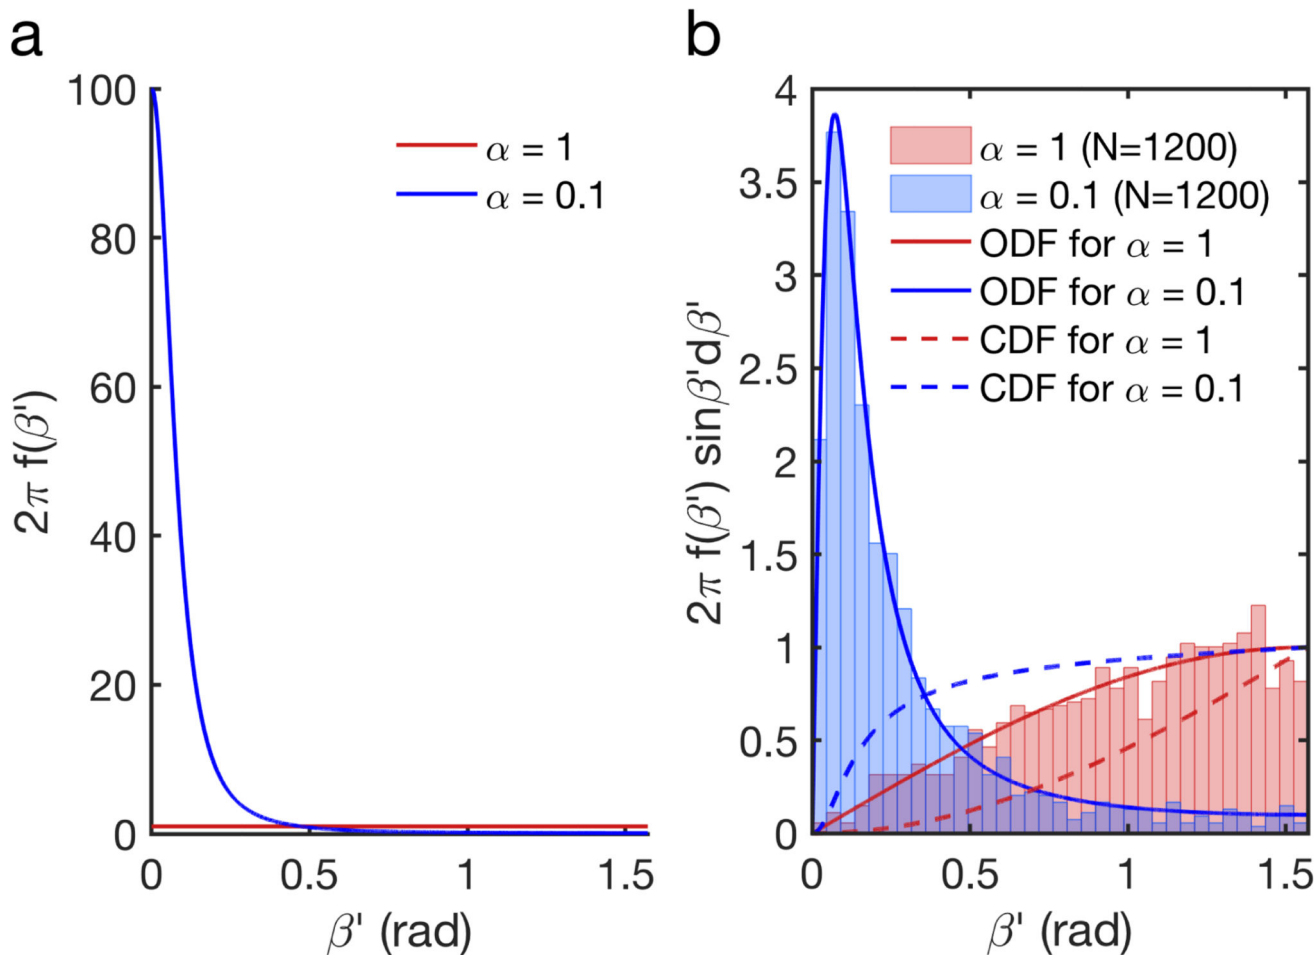 a
100
80
60
40
20
0
0
0.5
1
1.5
2π f(β')
β' (rad)
α = 1
α = 0.1
b
4
3.5
3
2.5
2
1.5
1
0.5
0
0
0.5
1
1.5
2π f(β') sinβ'dβ'
β' (rad)
α = 1 (N=1200)
α = 0.1 (N=1200)
ODF for α = 1
ODF for α = 0.1
CDF for α = 1
CDF for α = 0.1